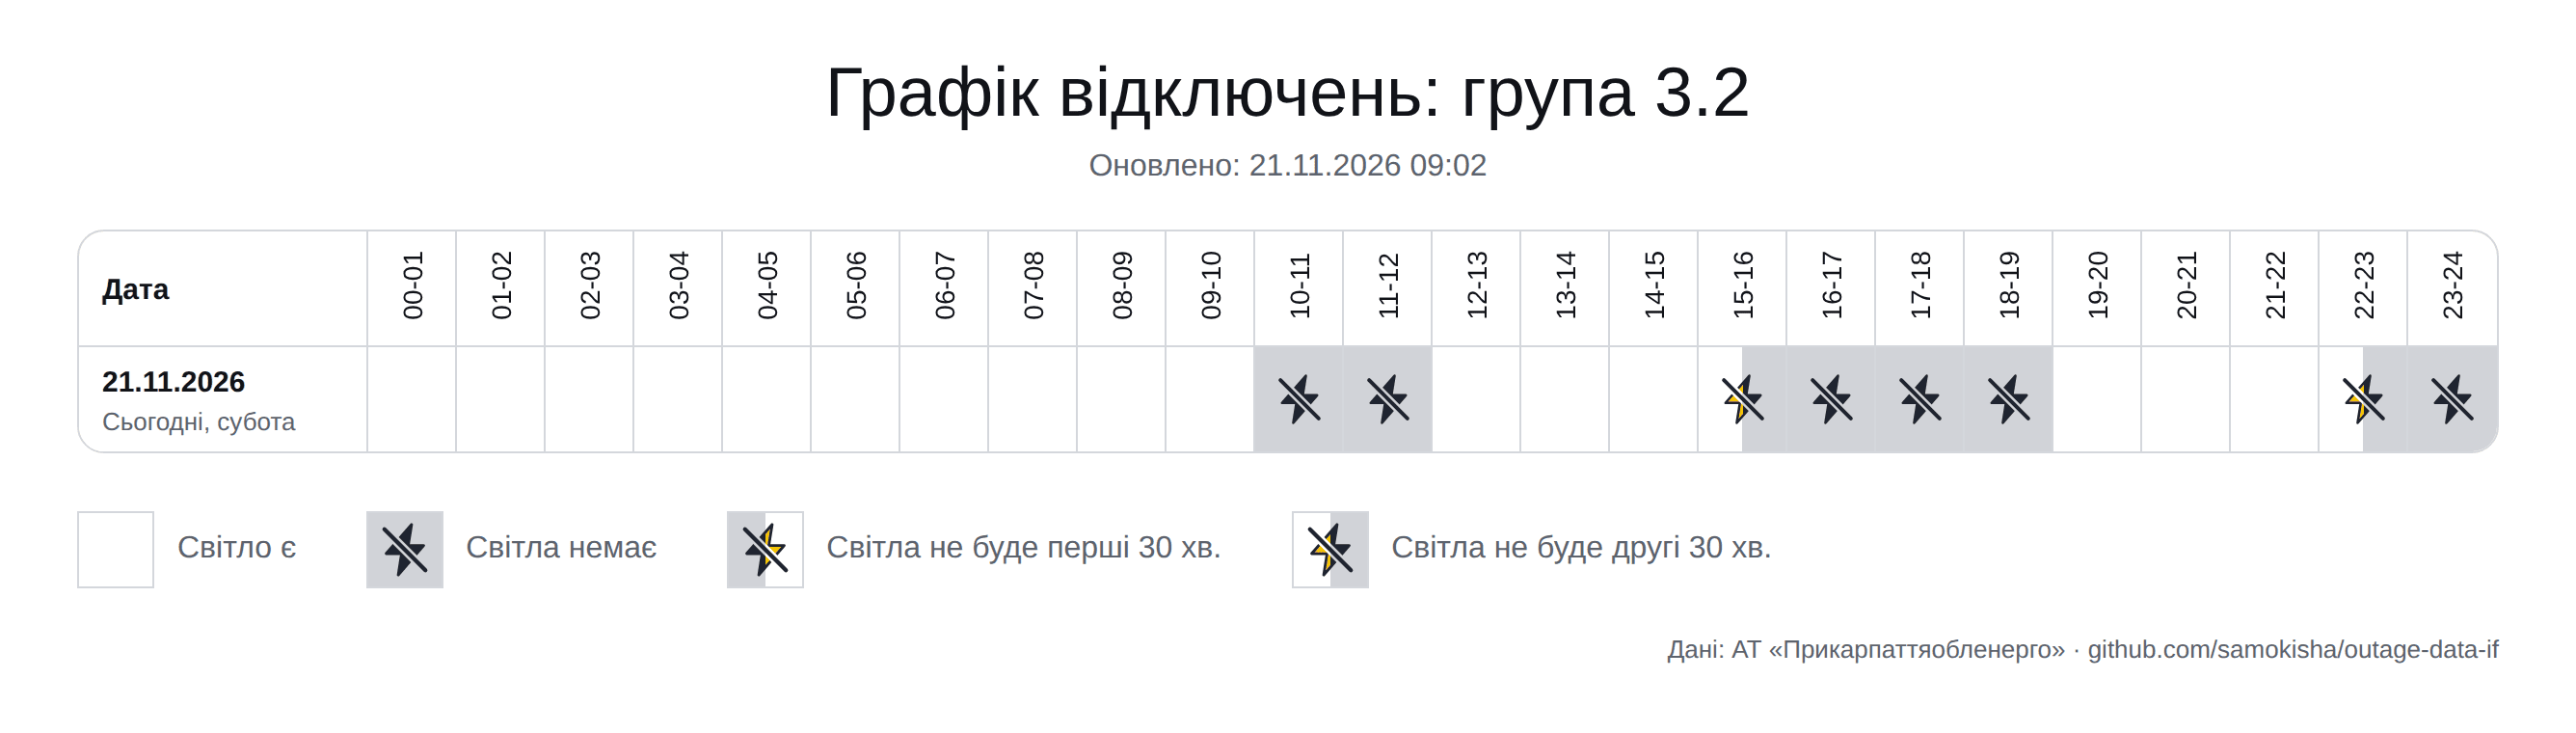 Графік відключень: група 3.2
Оновлено: 21.11.2026 09:02
Дата 00-01 01-02 02-03 03-04 04-05 05-06 06-07 07-08 08-09 09-10 10-11 11-12 12-13 13-14 14-15 15-16 16-17 17-18 18-19 19-20 20-21 21-22 22-23 23-24
21.11.2026
Сьогодні, субота
Світло є Світла немає Світла не буде перші 30 хв. Світла не буде другі 30 хв.
Дані: АТ «Прикарпаттяобленерго» · github.com/samokisha/outage-data-if